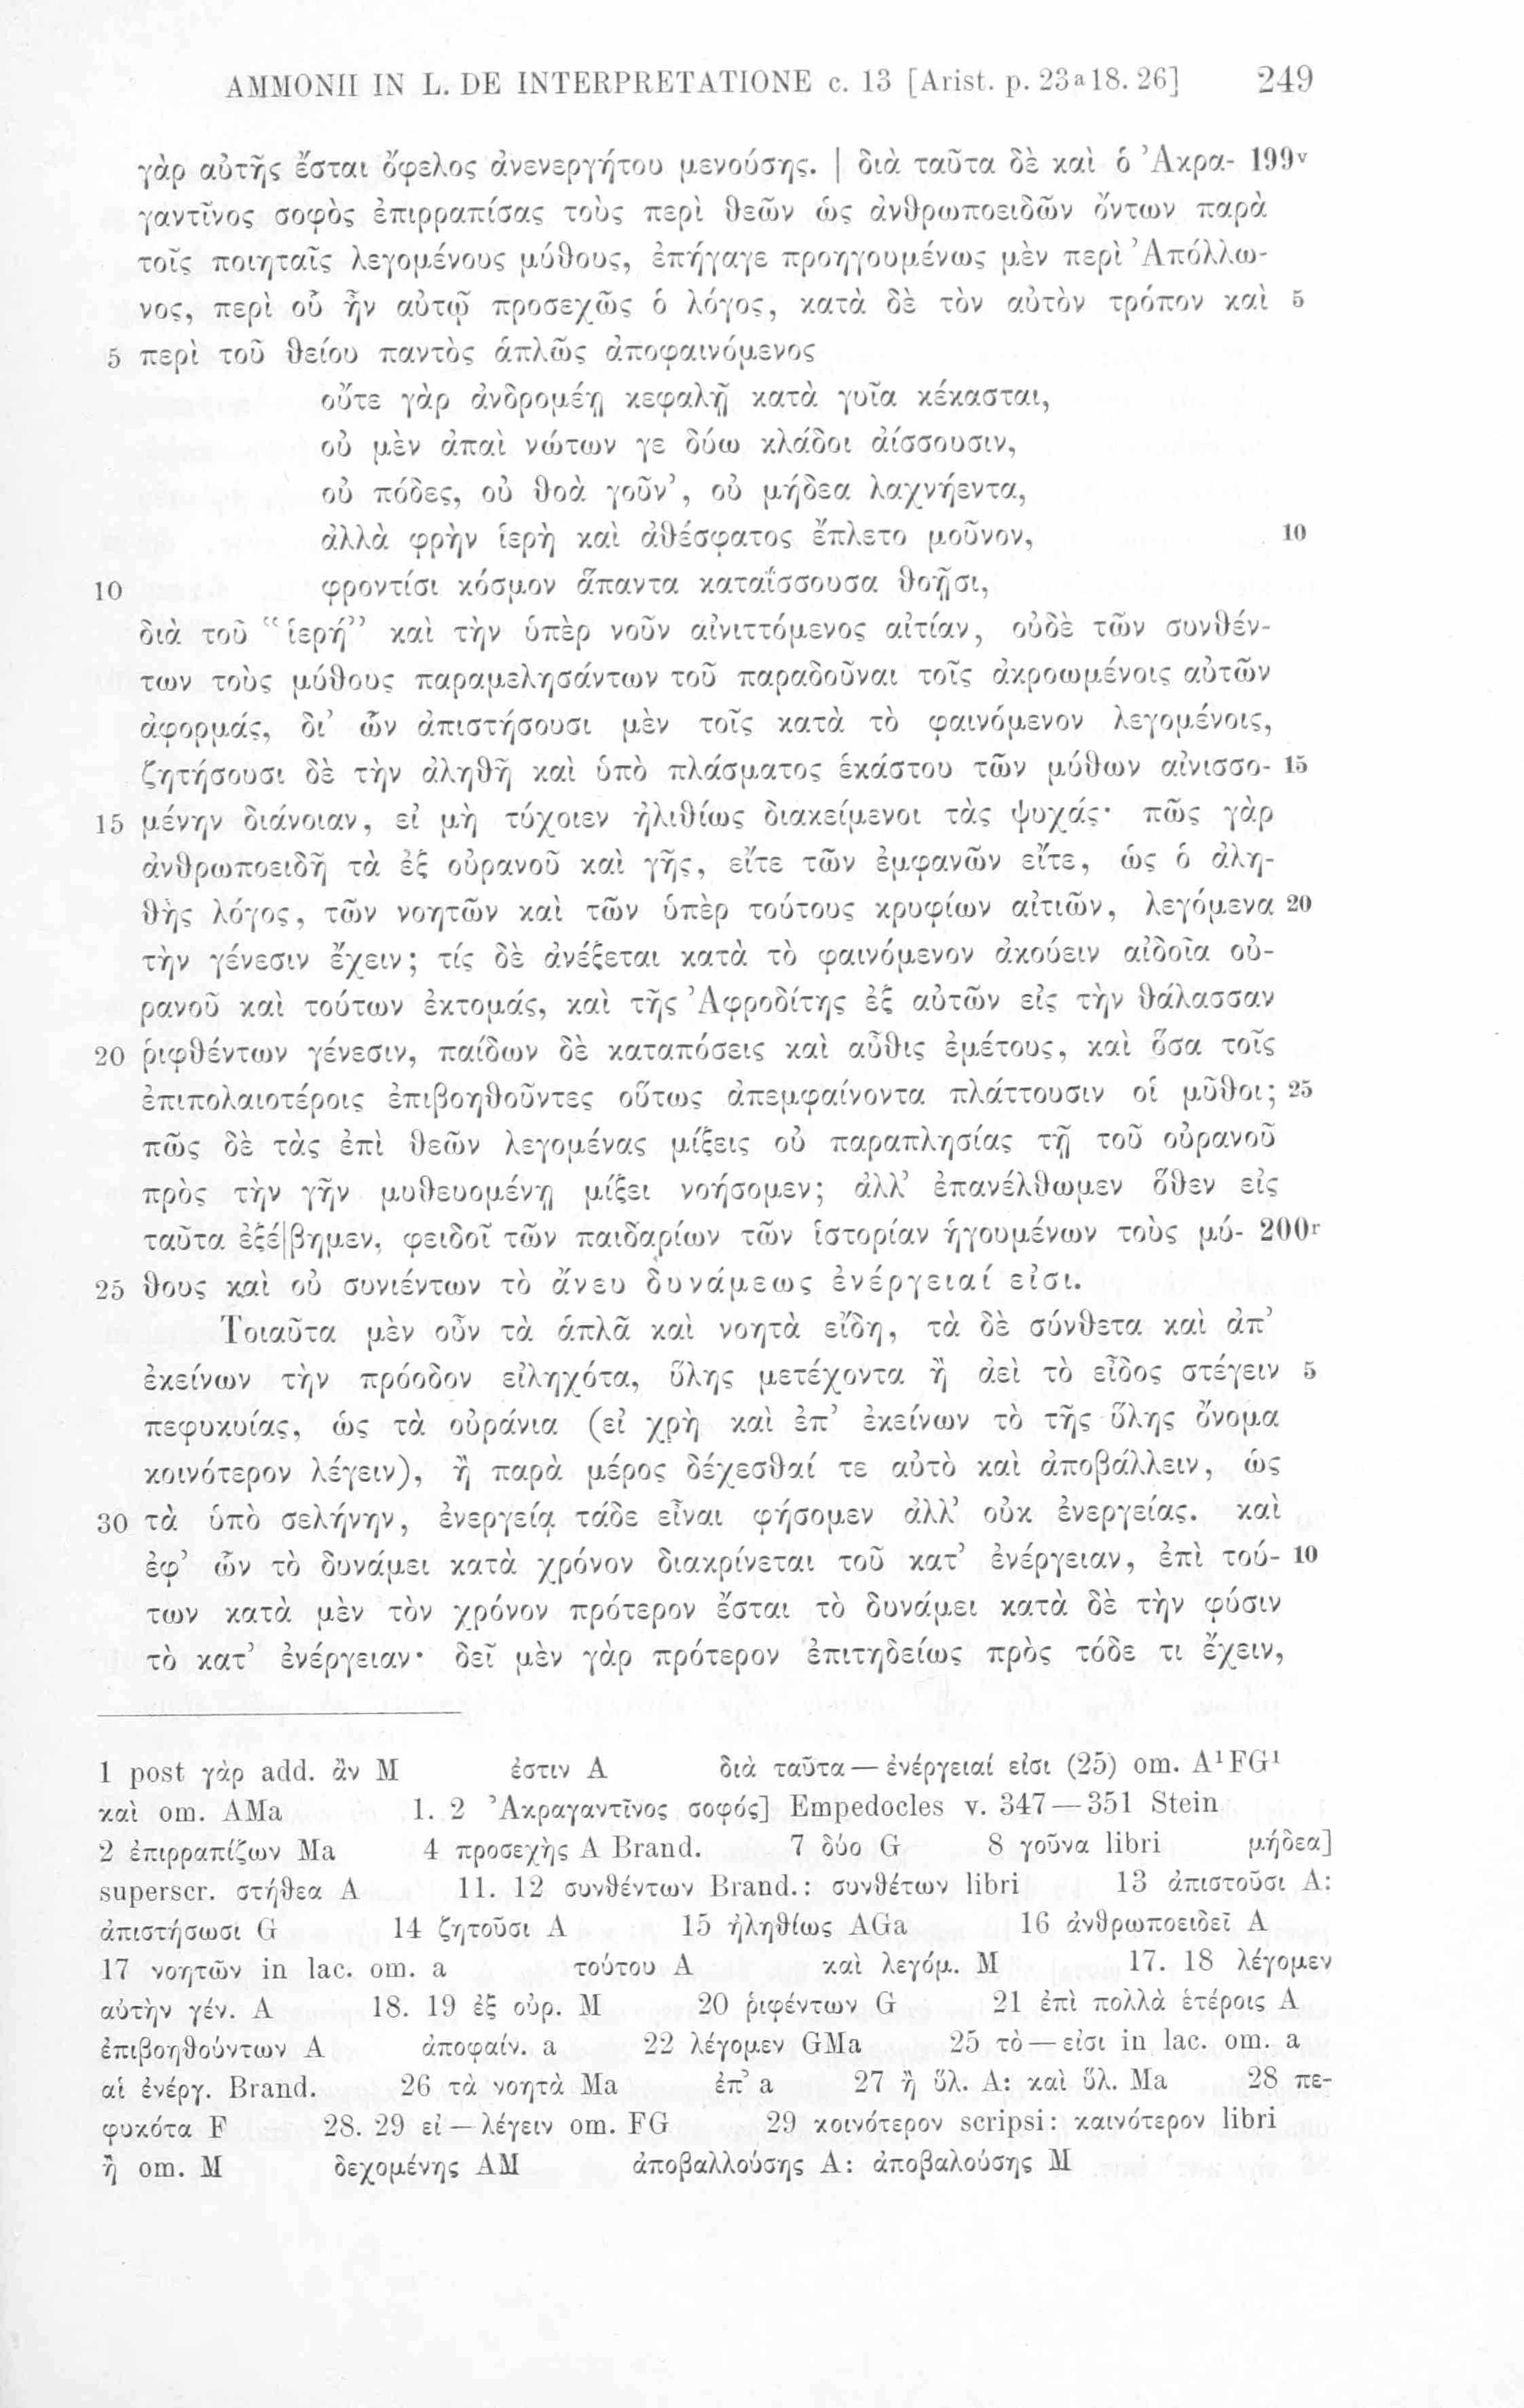 AMMONII IN L. DE INTERPRETATIONE c. 13 [Arist. p. 23a18. 26] 249
γὰρ αὐτῆς ἔσται ὄφελος ἀνενεργήτου μενούσης. | διὰ ταῦτα δὲ καὶ ὁ Ἀκρα- 199v
γαντῖνος σοφὸς ἐπιρραπίσας τοὺς περὶ θεῶν ὡς ἀνθρωποειδῶν ὄντων παρὰ
τοῖς ποιηταῖς λεγομένους μύθους, ἐπήγαγε προηγουμένως μὲν περὶ Ἀπόλλω-
νος, περὶ οὗ ἦν αὐτῷ προσεχῶς ὁ λόγος, κατὰ δὲ τὸν αὐτὸν τρόπον καὶ 5
5 περὶ τοῦ θείου παντὸς ἁπλῶς ἀποφαινόμενος
οὔτε γὰρ ἀνδρομέῃ κεφαλῇ κατὰ γυῖα κέκασται,
οὐ μὲν ἀπαὶ νώτων γε δύω κλάδοι ἀίσσουσιν,
οὐ πόδες, οὐ θοὰ γοῦν’, οὐ μήδεα λαχνήεντα,
ἀλλὰ φρὴν ἱερὴ καὶ ἀθέσφατος ἔπλετο μοῦνον, 10
10 φροντίσι κόσμον ἅπαντα καταΐσσουσα θοῇσι,
διὰ τοῦ “ἱερή” καὶ τὴν ὑπὲρ νοῦν αἰνιττόμενος αἰτίαν, οὐδὲ τῶν συνθέν-
των τοὺς μύθους παραμελησάντων τοῦ παραδοῦναι τοῖς ἀκροωμένοις αὐτῶν
ἀφορμάς, δι’ ὧν ἀπιστήσουσι μὲν τοῖς κατὰ τὸ φαινόμενον λεγομένοις,
ζητήσουσι δὲ τὴν ἀληθῆ καὶ ὑπὸ πλάσματος ἑκάστου τῶν μύθων αἰνισσο- 15
15 μένην διάνοιαν, εἰ μὴ τύχοιεν ἠλιθίως διακείμενοι τὰς ψυχάς· πῶς γὰρ
ἀνθρωποειδῆ τὰ ἐξ οὐρανοῦ καὶ γῆς, εἴτε τῶν ἐμφανῶν εἴτε, ὡς ὁ ἀλη-
θὴς λόγος, τῶν νοητῶν καὶ τῶν ὑπὲρ τούτους κρυφίων αἰτιῶν, λεγόμενα 20
τὴν γένεσιν ἔχειν; τίς δὲ ἀνέξεται κατὰ τὸ φαινόμενον ἀκούειν αἰδοῖα οὐ-
ρανοῦ καὶ τούτων ἐκτομάς, καὶ τῆς Ἀφροδίτης ἐξ αὐτῶν εἰς τὴν θάλασσαν
20 ῥιφθέντων γένεσιν, παίδων δὲ καταπόσεις καὶ αὖθις ἐμέτους, καὶ ὅσα τοῖς
ἐπιπολαιοτέροις ἐπιβοηθοῦντες οὕτως ἀπεμφαίνοντα πλάττουσιν οἱ μῦθοι; 25
πῶς δὲ τὰς ἐπὶ θεῶν λεγομένας μίξεις οὐ παραπλησίας τῇ τοῦ οὐρανοῦ
πρὸς τὴν γῆν μυθευομένῃ μίξει νοήσομεν; ἀλλ’ ἐπανέλθωμεν ὅθεν εἰς
ταῦτα ἐξέ|βημεν, φειδοῖ τῶν παιδαρίων τῶν ἱστορίαν ἡγουμένων τοὺς μύ- 200r
25 θους καὶ οὐ συνιέντων τὸ ἄνευ δυνάμεως ἐνέργειαί εἰσι.
Τοιαῦτα μὲν οὖν τὰ ἁπλᾶ καὶ νοητὰ εἴδη, τὰ δὲ σύνθετα καὶ ἀπ’
ἐκείνων τὴν πρόοδον εἰληχότα, ὕλης μετέχοντα ἢ ἀεὶ τὸ εἶδος στέγειν 5
πεφυκυίας, ὡς τὰ οὐράνια (εἰ χρὴ καὶ ἐπ’ ἐκείνων τὸ τῆς ὕλης ὄνομα
κοινότερον λέγειν), ἢ παρὰ μέρος δέχεσθαί τε αὐτὸ καὶ ἀποβάλλειν, ὡς
30 τὰ ὑπὸ σελήνην, ἐνεργείᾳ τάδε εἶναι φήσομεν ἀλλ’ οὐκ ἐνεργείας. καὶ
ἐφ’ ὧν τὸ δυνάμει κατὰ χρόνον διακρίνεται τοῦ κατ’ ἐνέργειαν, ἐπὶ τού- 10
των κατὰ μὲν τὸν χρόνον πρότερον ἔσται τὸ δυνάμει κατὰ δὲ τὴν φύσιν
τὸ κατ’ ἐνέργειαν· δεῖ μὲν γὰρ πρότερον ἐπιτηδείως πρὸς τόδε τι ἔχειν,
1 post γὰρ add. ἂν M ἐστιν A διὰ ταῦτα — ἐνέργειαί εἰσι (25) om. A¹FG¹
καὶ om. AMa 1. 2 Ἀκραγαντῖνος σοφός] Empedocles v. 347 — 351 Stein
2 ἐπιρραπίζων Ma 4 προσεχὴς A Brand. 7 δύο G 8 γοῦνα libri μήδεα]
superscr. στήθεα A 11. 12 συνθέντων Brand.: συνθέτων libri 13 ἀπιστοῦσι A:
ἀπιστήσωσι G 14 ζητοῦσι A 15 ἠληθίως AGa 16 ἀνθρωποειδεῖ A
17 νοητῶν in lac. om. a τούτου A καὶ λεγόμ. M 17. 18 λέγομεν
αὐτὴν γέν. A 18. 19 ἐξ οὐρ. M 20 ῥιφέντων G 21 ἐπὶ πολλὰ ἑτέροις A
ἐπιβοηθούντων A ἀποφαίν. a 22 λέγομεν GMa 25 τὸ — εἰσι in lac. om. a
αἱ ἐνέργ. Brand. 26 τὰ νοητὰ Ma ἐπ’ a 27 ἢ ὕλ. A: καὶ ὕλ. Ma 28 πε-
φυκότα F 28. 29 εἰ — λέγειν om. FG 29 κοινότερον scripsi: καινότερον libri
ἢ om. M δεχομένης AM ἀποβαλλούσης A: ἀποβαλούσης M